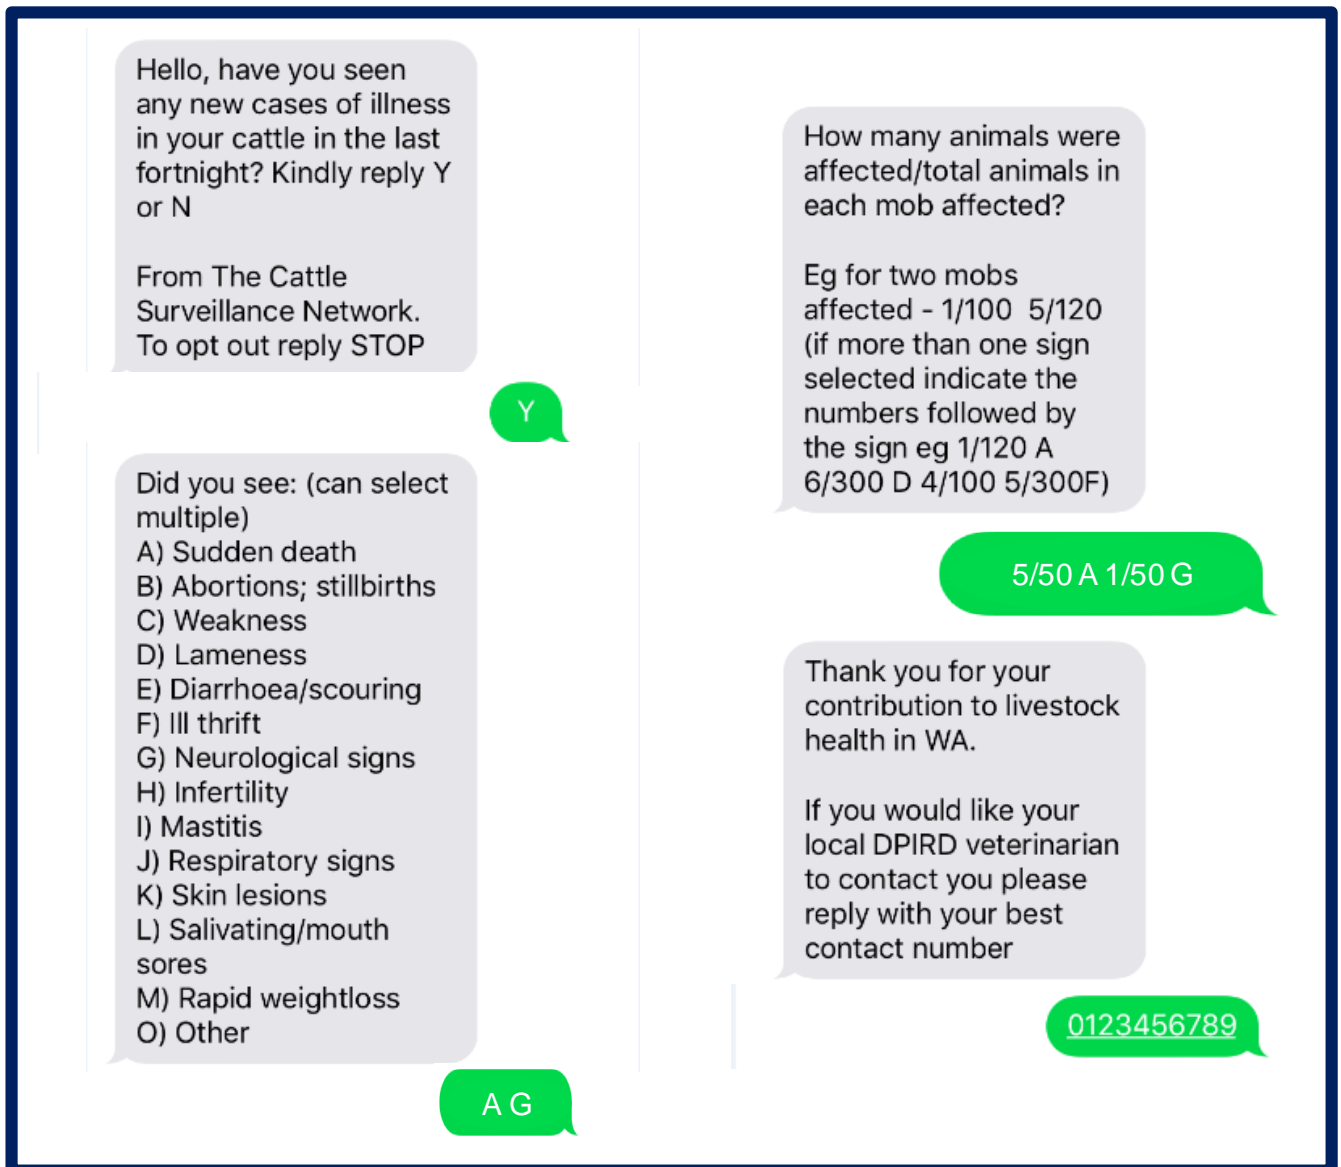 Hello, have you seen
any new cases of illness
in your cattle in the last
fortnight? Kindly reply Y
or N
From The Cattle
Surveillance Network.
To opt out reply STOP
Y
Did you see: (can select
multiple)
A) Sudden death
B) Abortions; stillbirths
C) Weakness
D) Lameness
E) Diarrhoea/scouring
F) Ill thrift
G) Neurological signs
H) Infertility
I) Mastitis
J) Respiratory signs
K) Skin lesions
L) Salivating/mouth
sores
M) Rapid weightloss
O) Other
A G
How many animals were
affected/total animals in
each mob affected?
Eg for two mobs
affected - 1/100  5/120
(if more than one sign
selected indicate the
numbers followed by
the sign eg 1/120 A
6/300 D 4/100 5/300F)
5/50 A 1/50 G
Thank you for your
contribution to livestock
health in WA.
If you would like your
local DPIRD veterinarian
to contact you please
reply with your best
contact number
0123456789